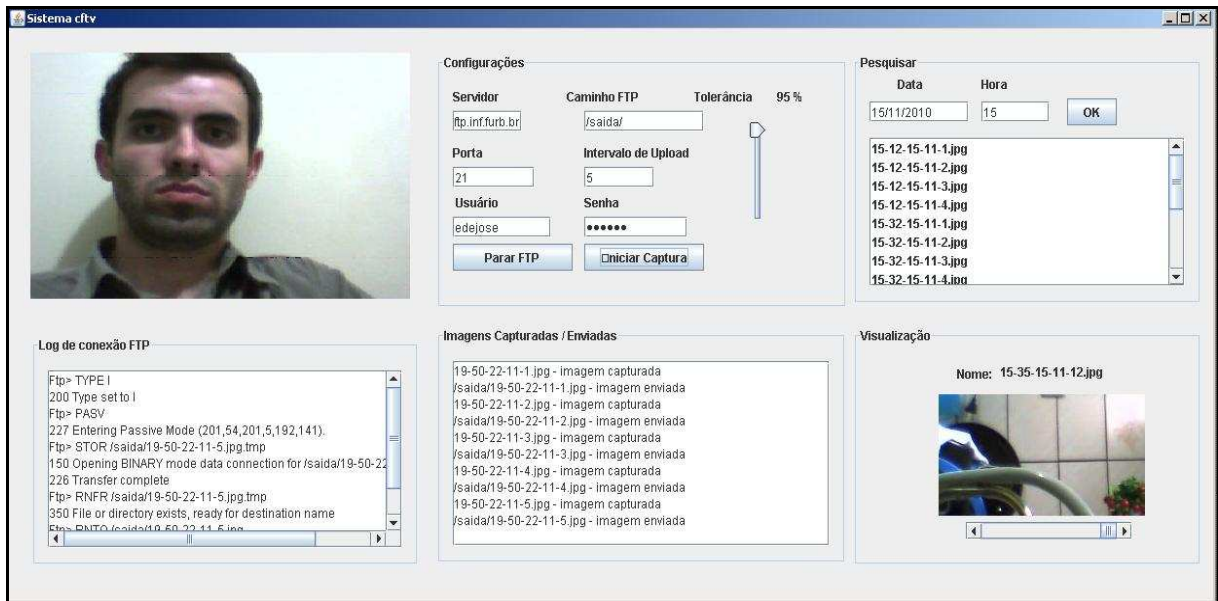 Sistema cftv
Configurações
Servidor Caminho FTP Tolerância 95 %
ftp.inf.furb.br /saida/
Porta Intervalo de Upload
21 5
Usuário Senha
edejose ●●●●●●
Parar FTP □niciar Captura
Pesquisar
Data Hora
15/11/2010 15 OK
15-12-15-11-1.jpg
15-12-15-11-2.jpg
15-12-15-11-3.jpg
15-12-15-11-4.jpg
15-32-15-11-1.jpg
15-32-15-11-2.jpg
15-32-15-11-3.jpg
15-32-15-11-4.jpg
Log de conexão FTP
Ftp> TYPE I
200 Type set to I
Ftp> PASV
227 Entering Passive Mode (201,54,201,5,192,141).
Ftp> STOR /saida/19-50-22-11-5.jpg.tmp
150 Opening BINARY mode data connection for /saida/19-50-22
226 Transfer complete
Ftp> RNFR /saida/19-50-22-11-5.jpg.tmp
350 File or directory exists, ready for destination name
Ftp> RNTO /saida/19-50-22-11-5.jpg
Imagens Capturadas / Enviadas
19-50-22-11-1.jpg - imagem capturada
/saida/19-50-22-11-1.jpg - imagem enviada
19-50-22-11-2.jpg - imagem capturada
/saida/19-50-22-11-2.jpg - imagem enviada
19-50-22-11-3.jpg - imagem capturada
/saida/19-50-22-11-3.jpg - imagem enviada
19-50-22-11-4.jpg - imagem capturada
/saida/19-50-22-11-4.jpg - imagem enviada
19-50-22-11-5.jpg - imagem capturada
/saida/19-50-22-11-5.jpg - imagem enviada
Visualização
Nome: 15-35-15-11-12.jpg